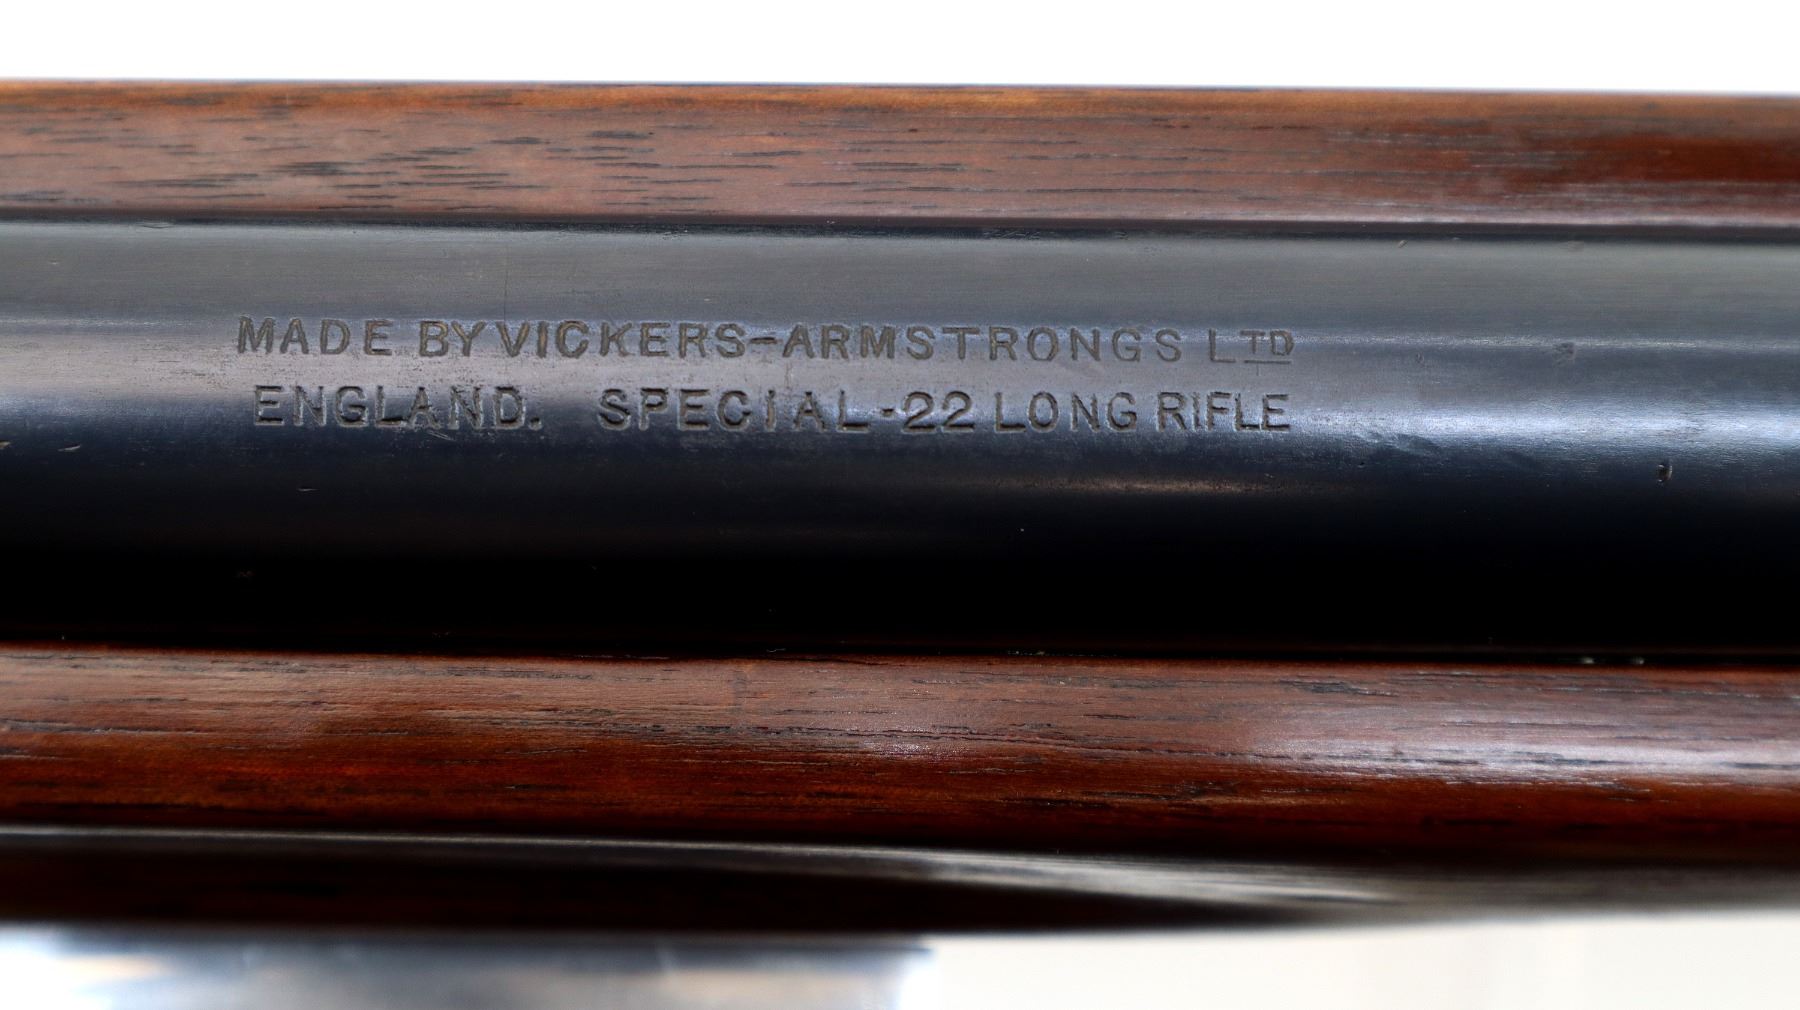 MADE BY VICKERS-ARMSTRONGS LTD
ENGLAND. SPECIAL-22 LONG RIFLE